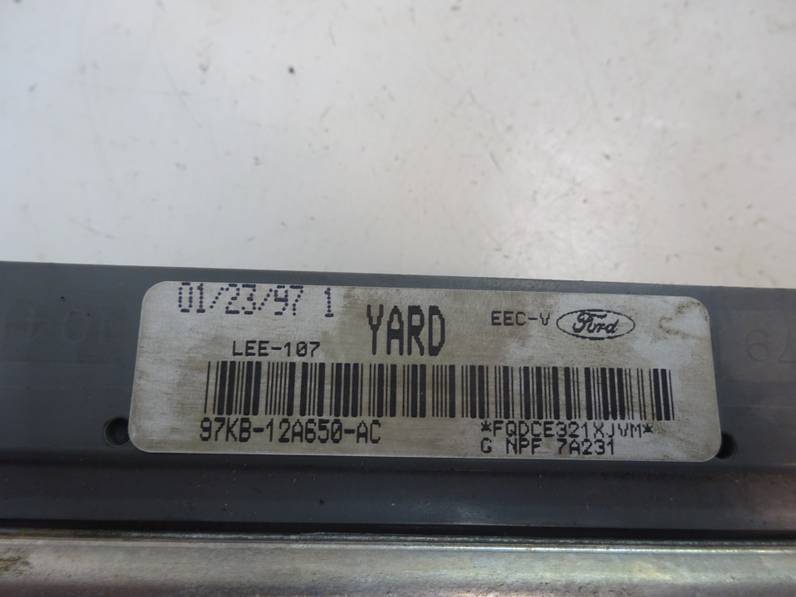 01/23/97 1
YARD
EEC-V Ford
LEE-107
97KB-12A650-AC
*FQDCE321XJVM*
G NPF 7A231